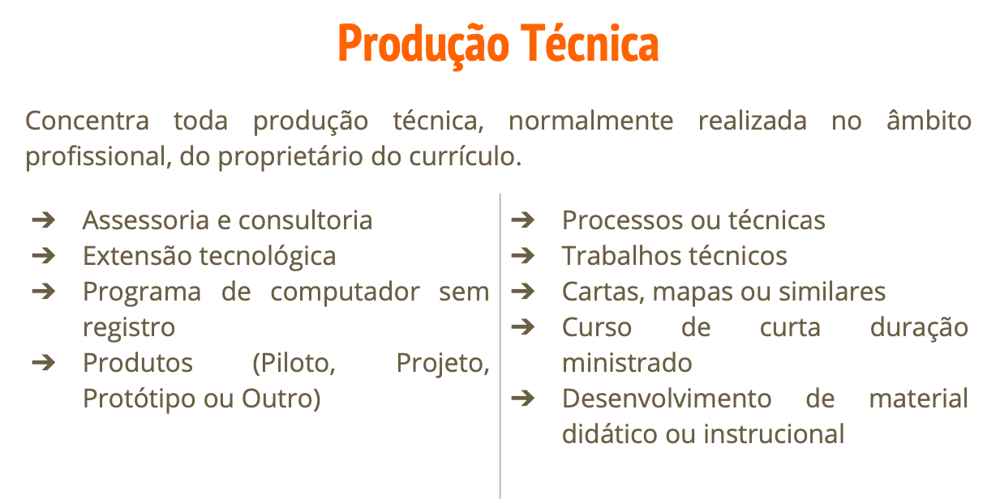 Produção Técnica
Concentra toda produção técnica, normalmente realizada no âmbito
profissional, do proprietário do currículo.
➔ Assessoria e consultoria
➔ Extensão tecnológica
➔ Programa de computador sem
registro
➔ Produtos (Piloto, Projeto,
Protótipo ou Outro)
➔ Processos ou técnicas
➔ Trabalhos técnicos
➔ Cartas, mapas ou similares
➔ Curso de curta duração
ministrado
➔ Desenvolvimento de material
didático ou instrucional